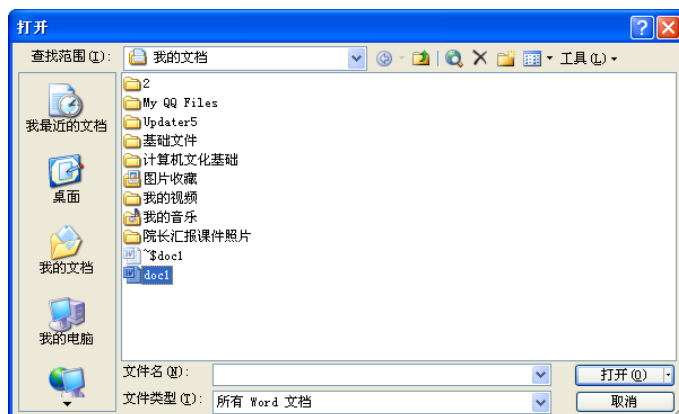 打开
查找范围(I): 我的文档 工具(L)
我最近的文档
桌面
我的文档
我的电脑
2
My QQ Files
Updater5
基础文件
计算机文化基础
图片收藏
我的视频
我的音乐
院长汇报课件照片
~$doc1
doc1
文件名(N): 打开(O)
文件类型(T): 所有 Word 文档 取消